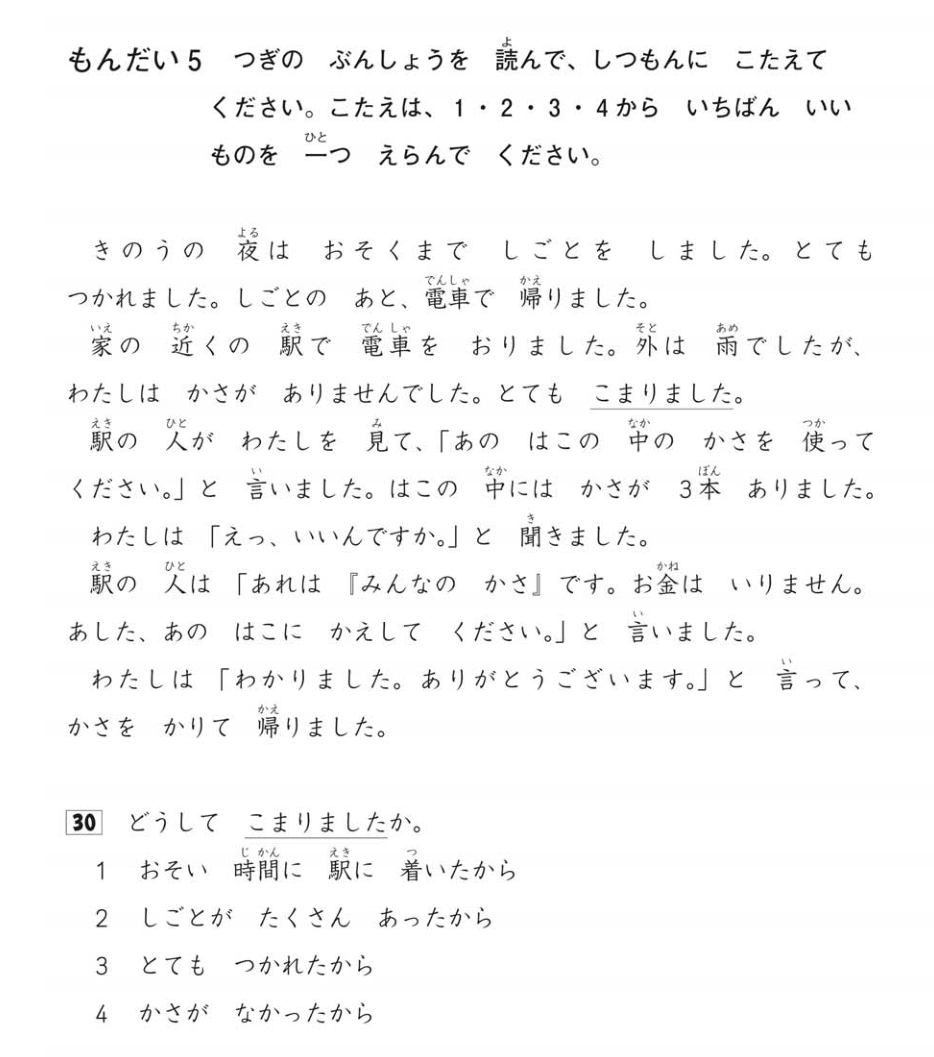 もんだい5 つぎの ぶんしょうを 読んで、しつもんに こたえて
ください。こたえは、1・2・3・4から いちばん いい
ものを 一つ えらんで ください。
きのうの 夜は おそくまで しごとを しました。とても
つかれました。しごとの あと、電車で 帰りました。
家の 近くの 駅で 電車を おりました。外は 雨でしたが、
わたしは かさが ありませんでした。とても こまりました。
駅の 人が わたしを 見て、「あの はこの 中の かさを 使って
ください。」と 言いました。はこの 中には かさが 3本 ありました。
わたしは 「えっ、いいんですか。」と 聞きました。
駅の 人は 「あれは 『みんなの かさ』です。お金は いりません。
あした、あの はこに かえして ください。」と 言いました。
わたしは 「わかりました。ありがとうございます。」と 言って、
かさを かりて 帰りました。
30 どうして こまりましたか。
1 おそい 時間に 駅に 着いたから
2 しごとが たくさん あったから
3 とても つかれたから
4 かさが なかったから